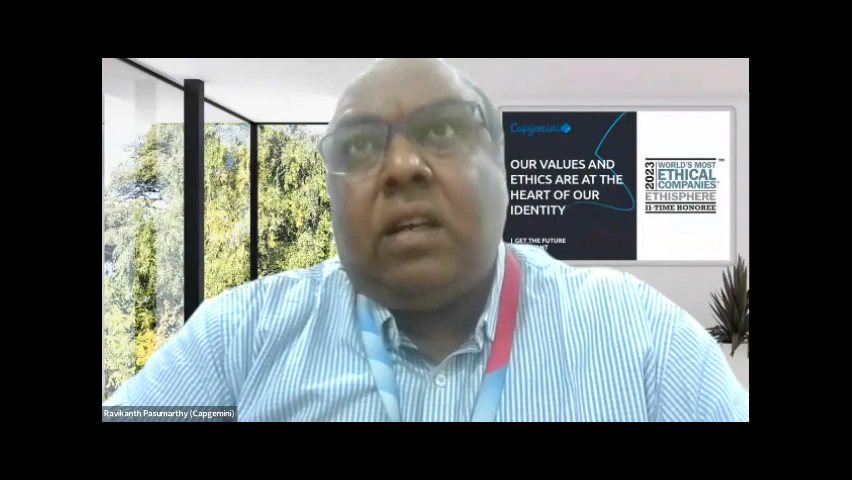 Capgemini
OUR VALUES AND
ETHICS ARE AT THE
HEART OF OUR
IDENTITY
| GET THE FUTURE
2023
WORLD'S MOST
ETHICAL
COMPANIES™
ETHISPHERE
11-TIME HONOREE
Ravikanth Pasumarthy (Capgemini)